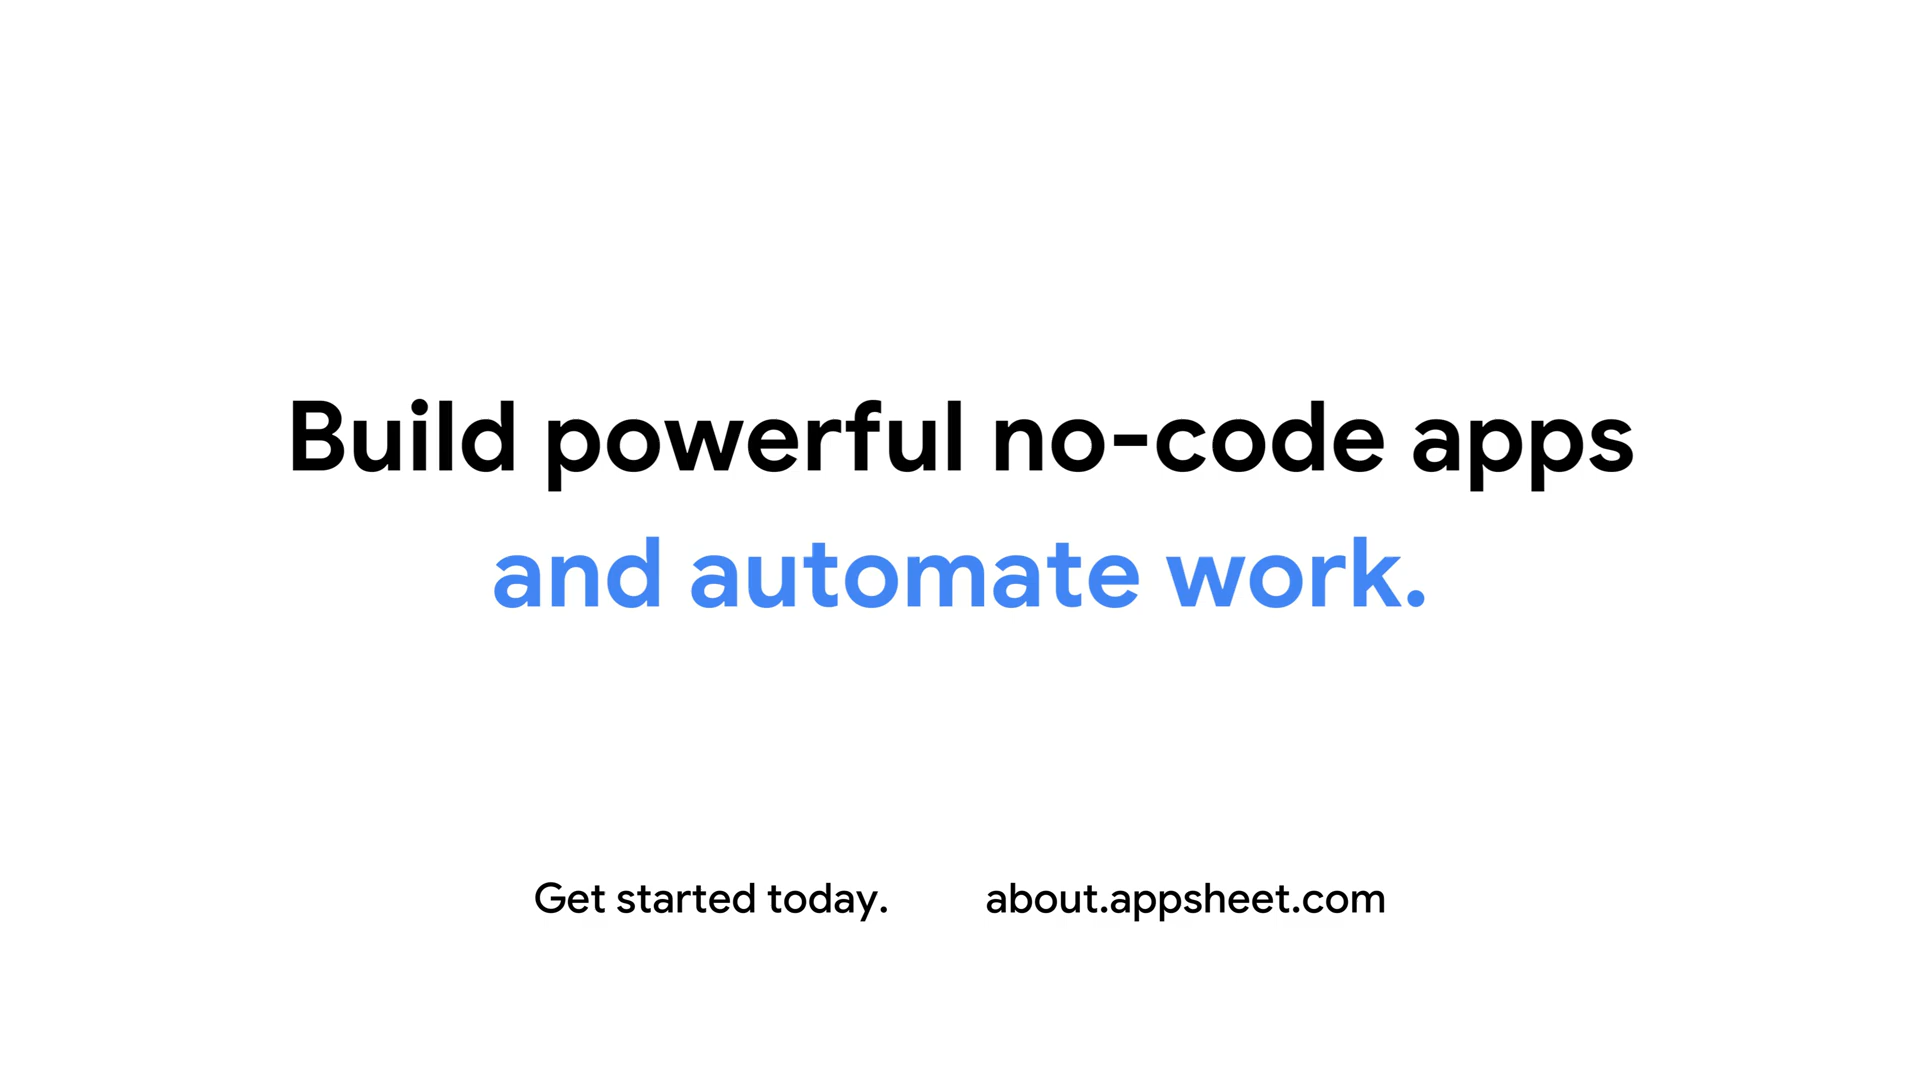 Build powerful no-code apps
and automate work.
Get started today. about.appsheet.com